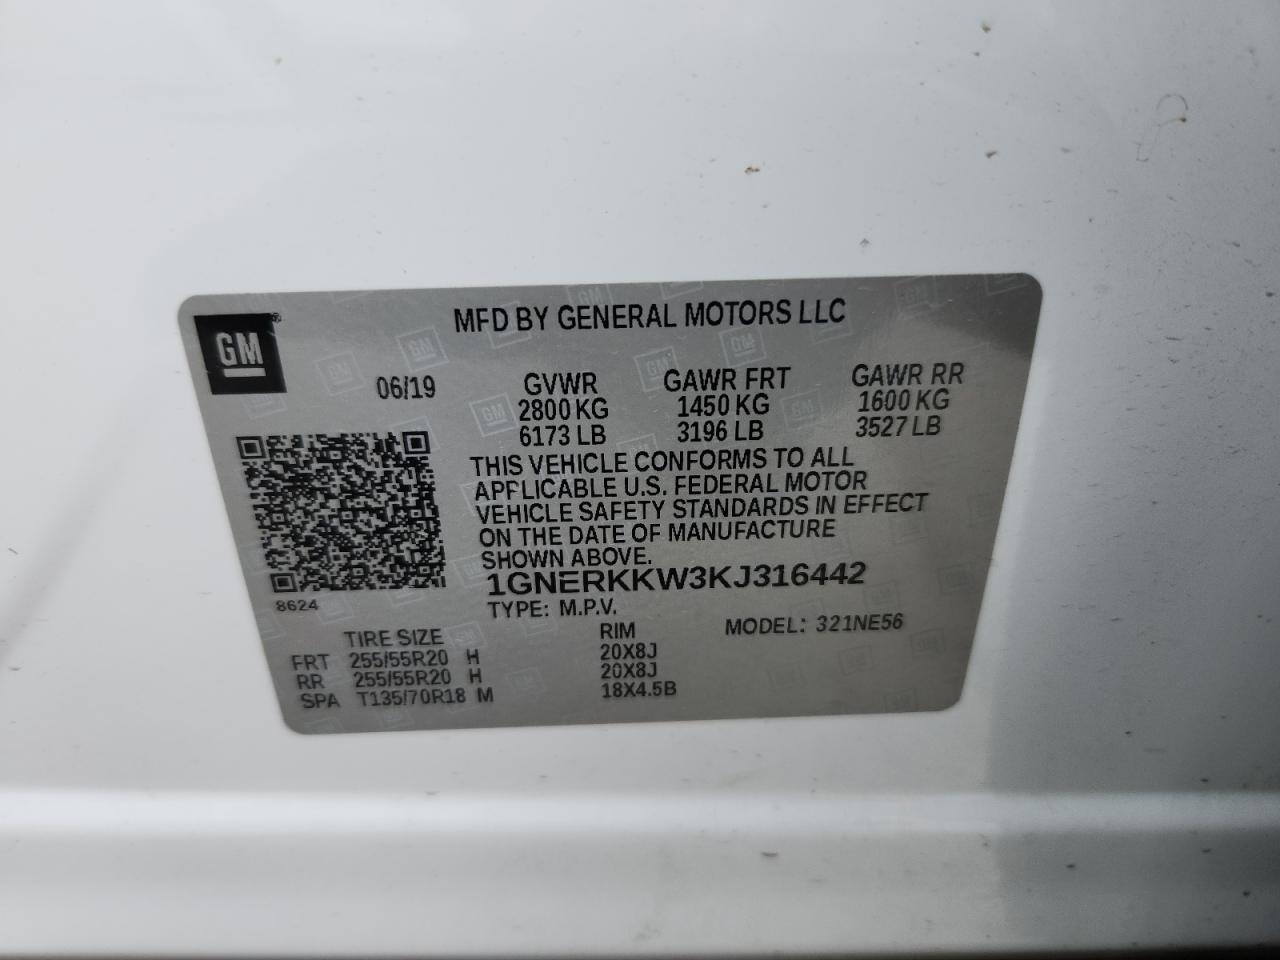 GM®
MFD BY GENERAL MOTORS LLC
06/19
GVWR
2800 KG
6173 LB
GAWR FRT
1450 KG
3196 LB
GAWR RR
1600 KG
3527 LB
THIS VEHICLE CONFORMS TO ALL
APPLICABLE U.S. FEDERAL MOTOR
VEHICLE SAFETY STANDARDS IN EFFECT
ON THE DATE OF MANUFACTURE
SHOWN ABOVE.
1GNERKKW3KJ316442
8624
TYPE: M.P.V.
MODEL: 321NE56
TIRE SIZE RIM
FRT 255/55R20 H 20X8J
RR 255/55R20 H 20X8J
SPA T135/70R18 M 18X4.5B